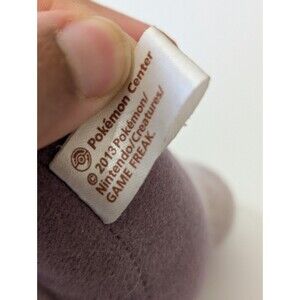 Pokémon Center
© 2013 Pokémon/
Nintendo/Creatures/
GAME FREAK.